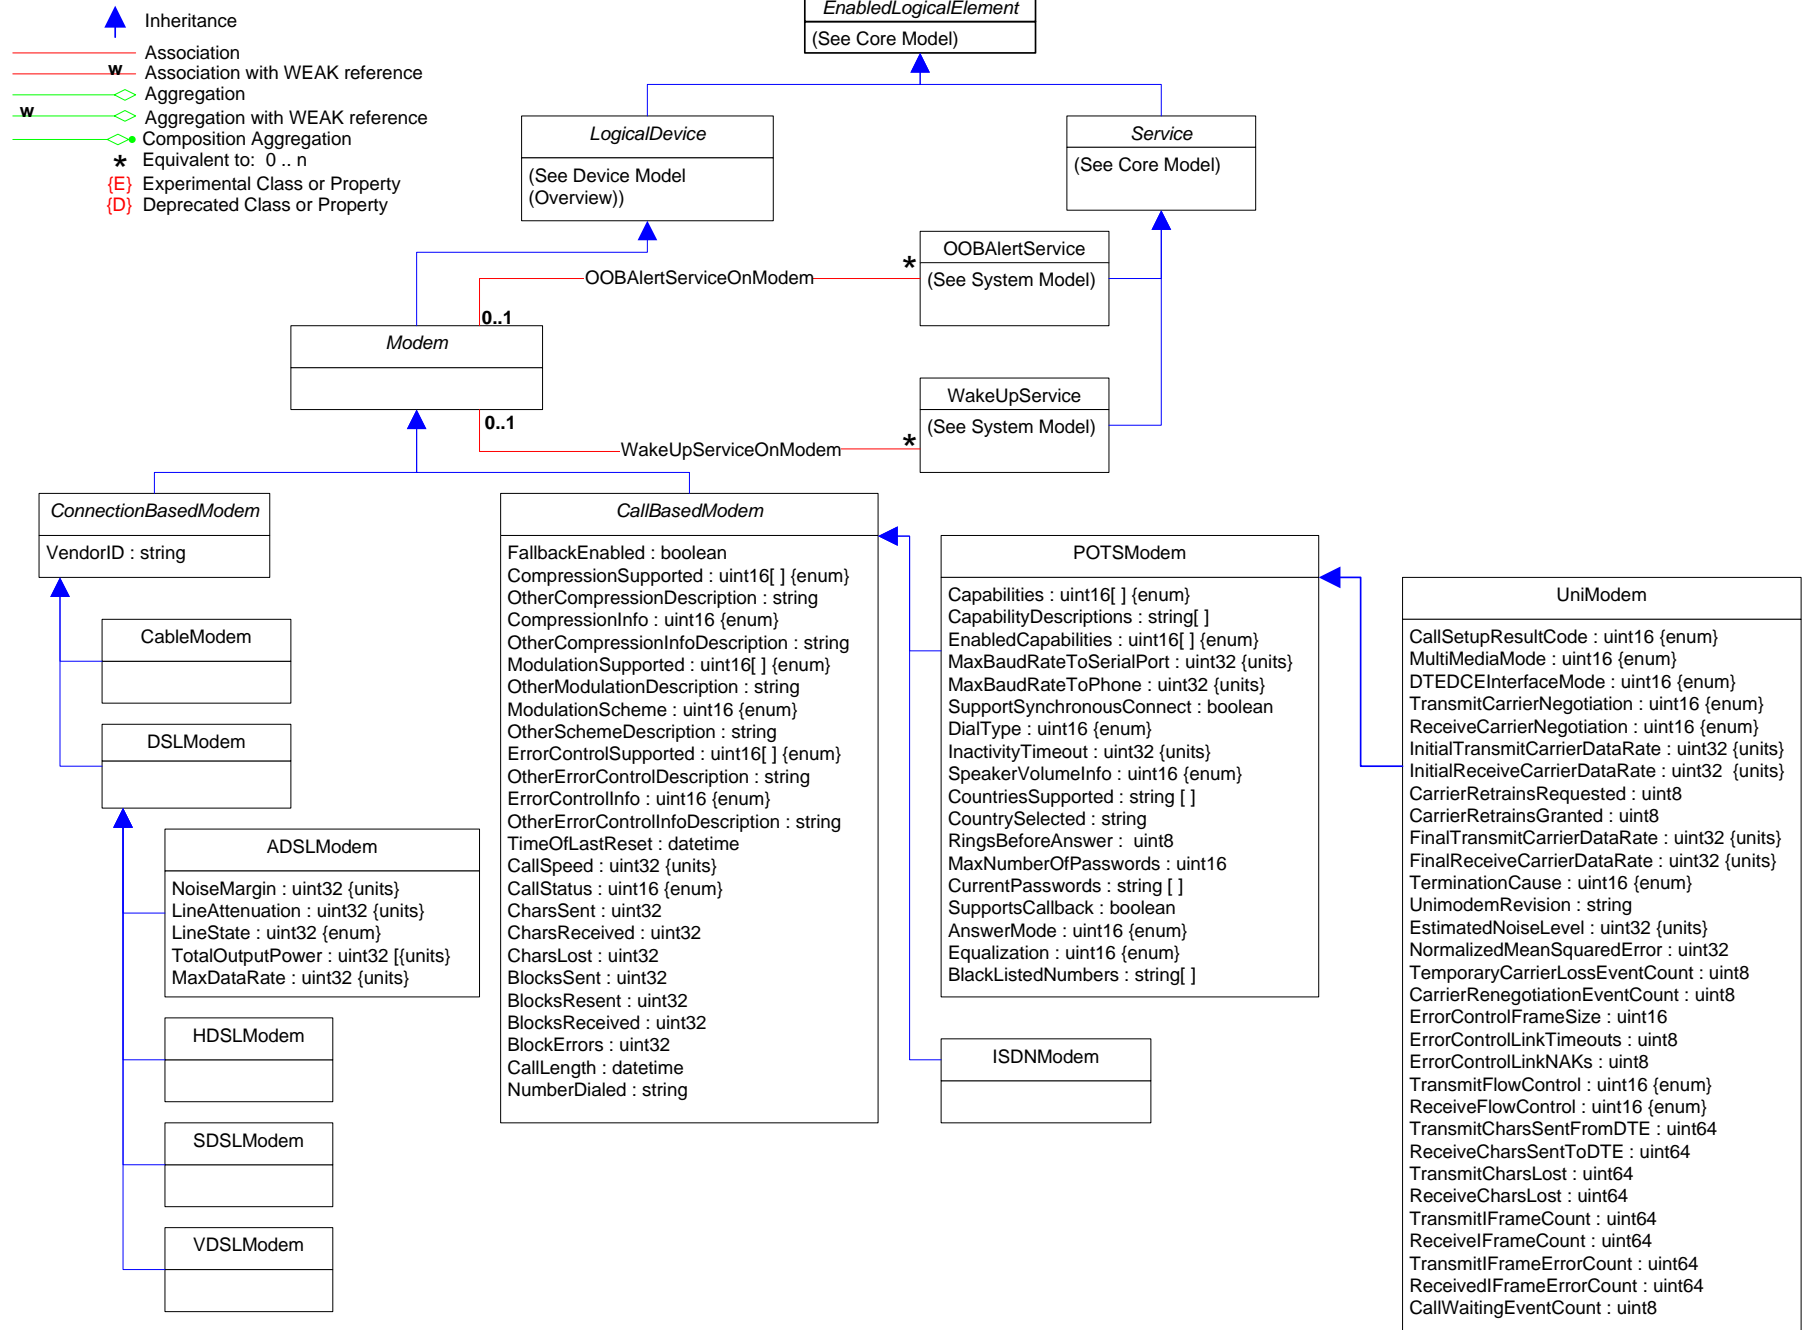 Inheritance
Association
w
Association with WEAK reference
Aggregation
w
Aggregation with WEAK reference
Composition Aggregation
* Equivalent to: 0 .. n
{E} Experimental Class or Property
{D} Deprecated Class or Property
EnabledLogicalElement
(See Core Model)
LogicalDevice
(See Device Model
(Overview))
Service
(See Core Model)
OOBAlertService
(See System Model)
*
OOBAlertServiceOnModem
0..1
Modem
WakeUpService
(See System Model)
0..1
*
WakeUpServiceOnModem
ConnectionBasedModem
VendorID : string
CableModem
DSLModem
ADSLModem
NoiseMargin : uint32 {units}
LineAttenuation : uint32 {units}
LineState : uint32 {enum}
TotalOutputPower : uint32 [{units}
MaxDataRate : uint32 {units}
HDSLModem
SDSLModem
VDSLModem
CallBasedModem
FallbackEnabled : boolean
CompressionSupported : uint16[ ] {enum}
OtherCompressionDescription : string
CompressionInfo : uint16 {enum}
OtherCompressionInfoDescription : string
ModulationSupported : uint16[ ] {enum}
OtherModulationDescription : string
ModulationScheme : uint16 {enum}
OtherSchemeDescription : string
ErrorControlSupported : uint16[ ] {enum}
OtherErrorControlDescription : string
ErrorControlInfo : uint16 {enum}
OtherErrorControlInfoDescription : string
TimeOfLastReset : datetime
CallSpeed : uint32 {units}
CallStatus : uint16 {enum}
CharsSent : uint32
CharsReceived : uint32
CharsLost : uint32
BlocksSent : uint32
BlocksResent : uint32
BlocksReceived : uint32
BlockErrors : uint32
CallLength : datetime
NumberDialed : string
POTSModem
Capabilities : uint16[ ] {enum}
CapabilityDescriptions : string[ ]
EnabledCapabilities : uint16[ ] {enum}
MaxBaudRateToSerialPort : uint32 {units}
MaxBaudRateToPhone : uint32 {units}
SupportSynchronousConnect : boolean
DialType : uint16 {enum}
InactivityTimeout : uint32 {units}
SpeakerVolumeInfo : uint16 {enum}
CountriesSupported : string [ ]
CountrySelected : string
RingsBeforeAnswer : uint8
MaxNumberOfPasswords : uint16
CurrentPasswords : string [ ]
SupportsCallback : boolean
AnswerMode : uint16 {enum}
Equalization : uint16 {enum}
BlackListedNumbers : string[ ]
ISDNModem
UniModem
CallSetupResultCode : uint16 {enum}
MultiMediaMode : uint16 {enum}
DTEDCEInterfaceMode : uint16 {enum}
TransmitCarrierNegotiation : uint16 {enum}
ReceiveCarrierNegotiation : uint16 {enum}
InitialTransmitCarrierDataRate : uint32 {units}
InitialReceiveCarrierDataRate : uint32 {units}
CarrierRetrainsRequested : uint8
CarrierRetrainsGranted : uint8
FinalTransmitCarrierDataRate : uint32 {units}
FinalReceiveCarrierDataRate : uint32 {units}
TerminationCause : uint16 {enum}
UnimodemRevision : string
EstimatedNoiseLevel : uint32 {units}
NormalizedMeanSquaredError : uint32
TemporaryCarrierLossEventCount : uint8
CarrierRenegotiationEventCount : uint8
ErrorControlFrameSize : uint16
ErrorControlLinkTimeouts : uint8
ErrorControlLinkNAKs : uint8
TransmitFlowControl : uint16 {enum}
ReceiveFlowControl : uint16 {enum}
TransmitCharsSentFromDTE : uint64
ReceiveCharsSentToDTE : uint64
TransmitCharsLost : uint64
ReceiveCharsLost : uint64
TransmitIFrameCount : uint64
ReceiveIFrameCount : uint64
TransmitIFrameErrorCount : uint64
ReceivedIFrameErrorCount : uint64
CallWaitingEventCount : uint8